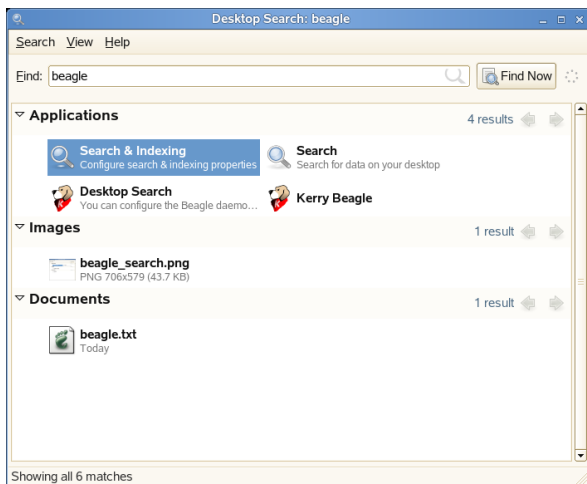 Desktop Search: beagle
Search View Help
Find: beagle Find Now
Applications 4 results
Search & Indexing Search
Configure search & indexing properties Search for data on your desktop
Desktop Search Kerry Beagle
You can configure the Beagle daemo...
Images 1 result
beagle_search.png
PNG 706x579 (43.7 KB)
Documents 1 result
beagle.txt
Today
Showing all 6 matches